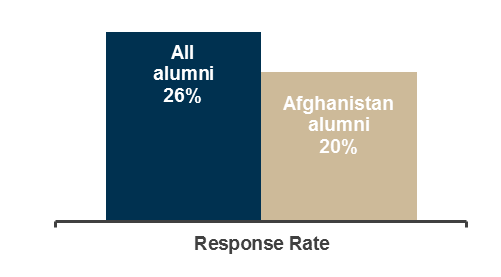 All
alumni
26%
Afghanistan
alumni
20%
Response Rate